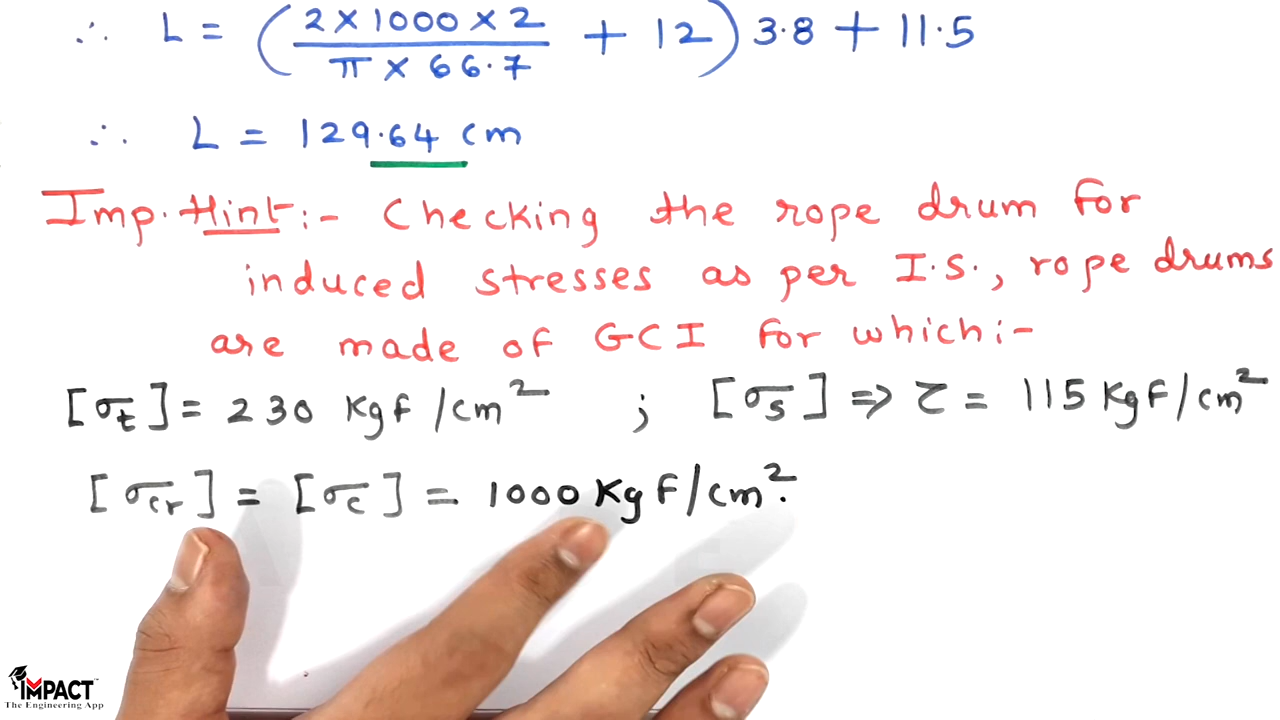 ∴ L = (2 × 1000 × 2 / π × 66.7 + 12) 3.8 + 11.5
∴ L = 129.64 cm
Imp. Hint :- Checking the rope drum for
induced stresses as per I.S., rope drums
are made of GCI for which :-
[σt] = 230 Kgf /cm² ; [σs] => τ = 115 KgF/cm²
[σcr] = [σc] = 1000 KgF/cm².
IMPACT
The Engineering App